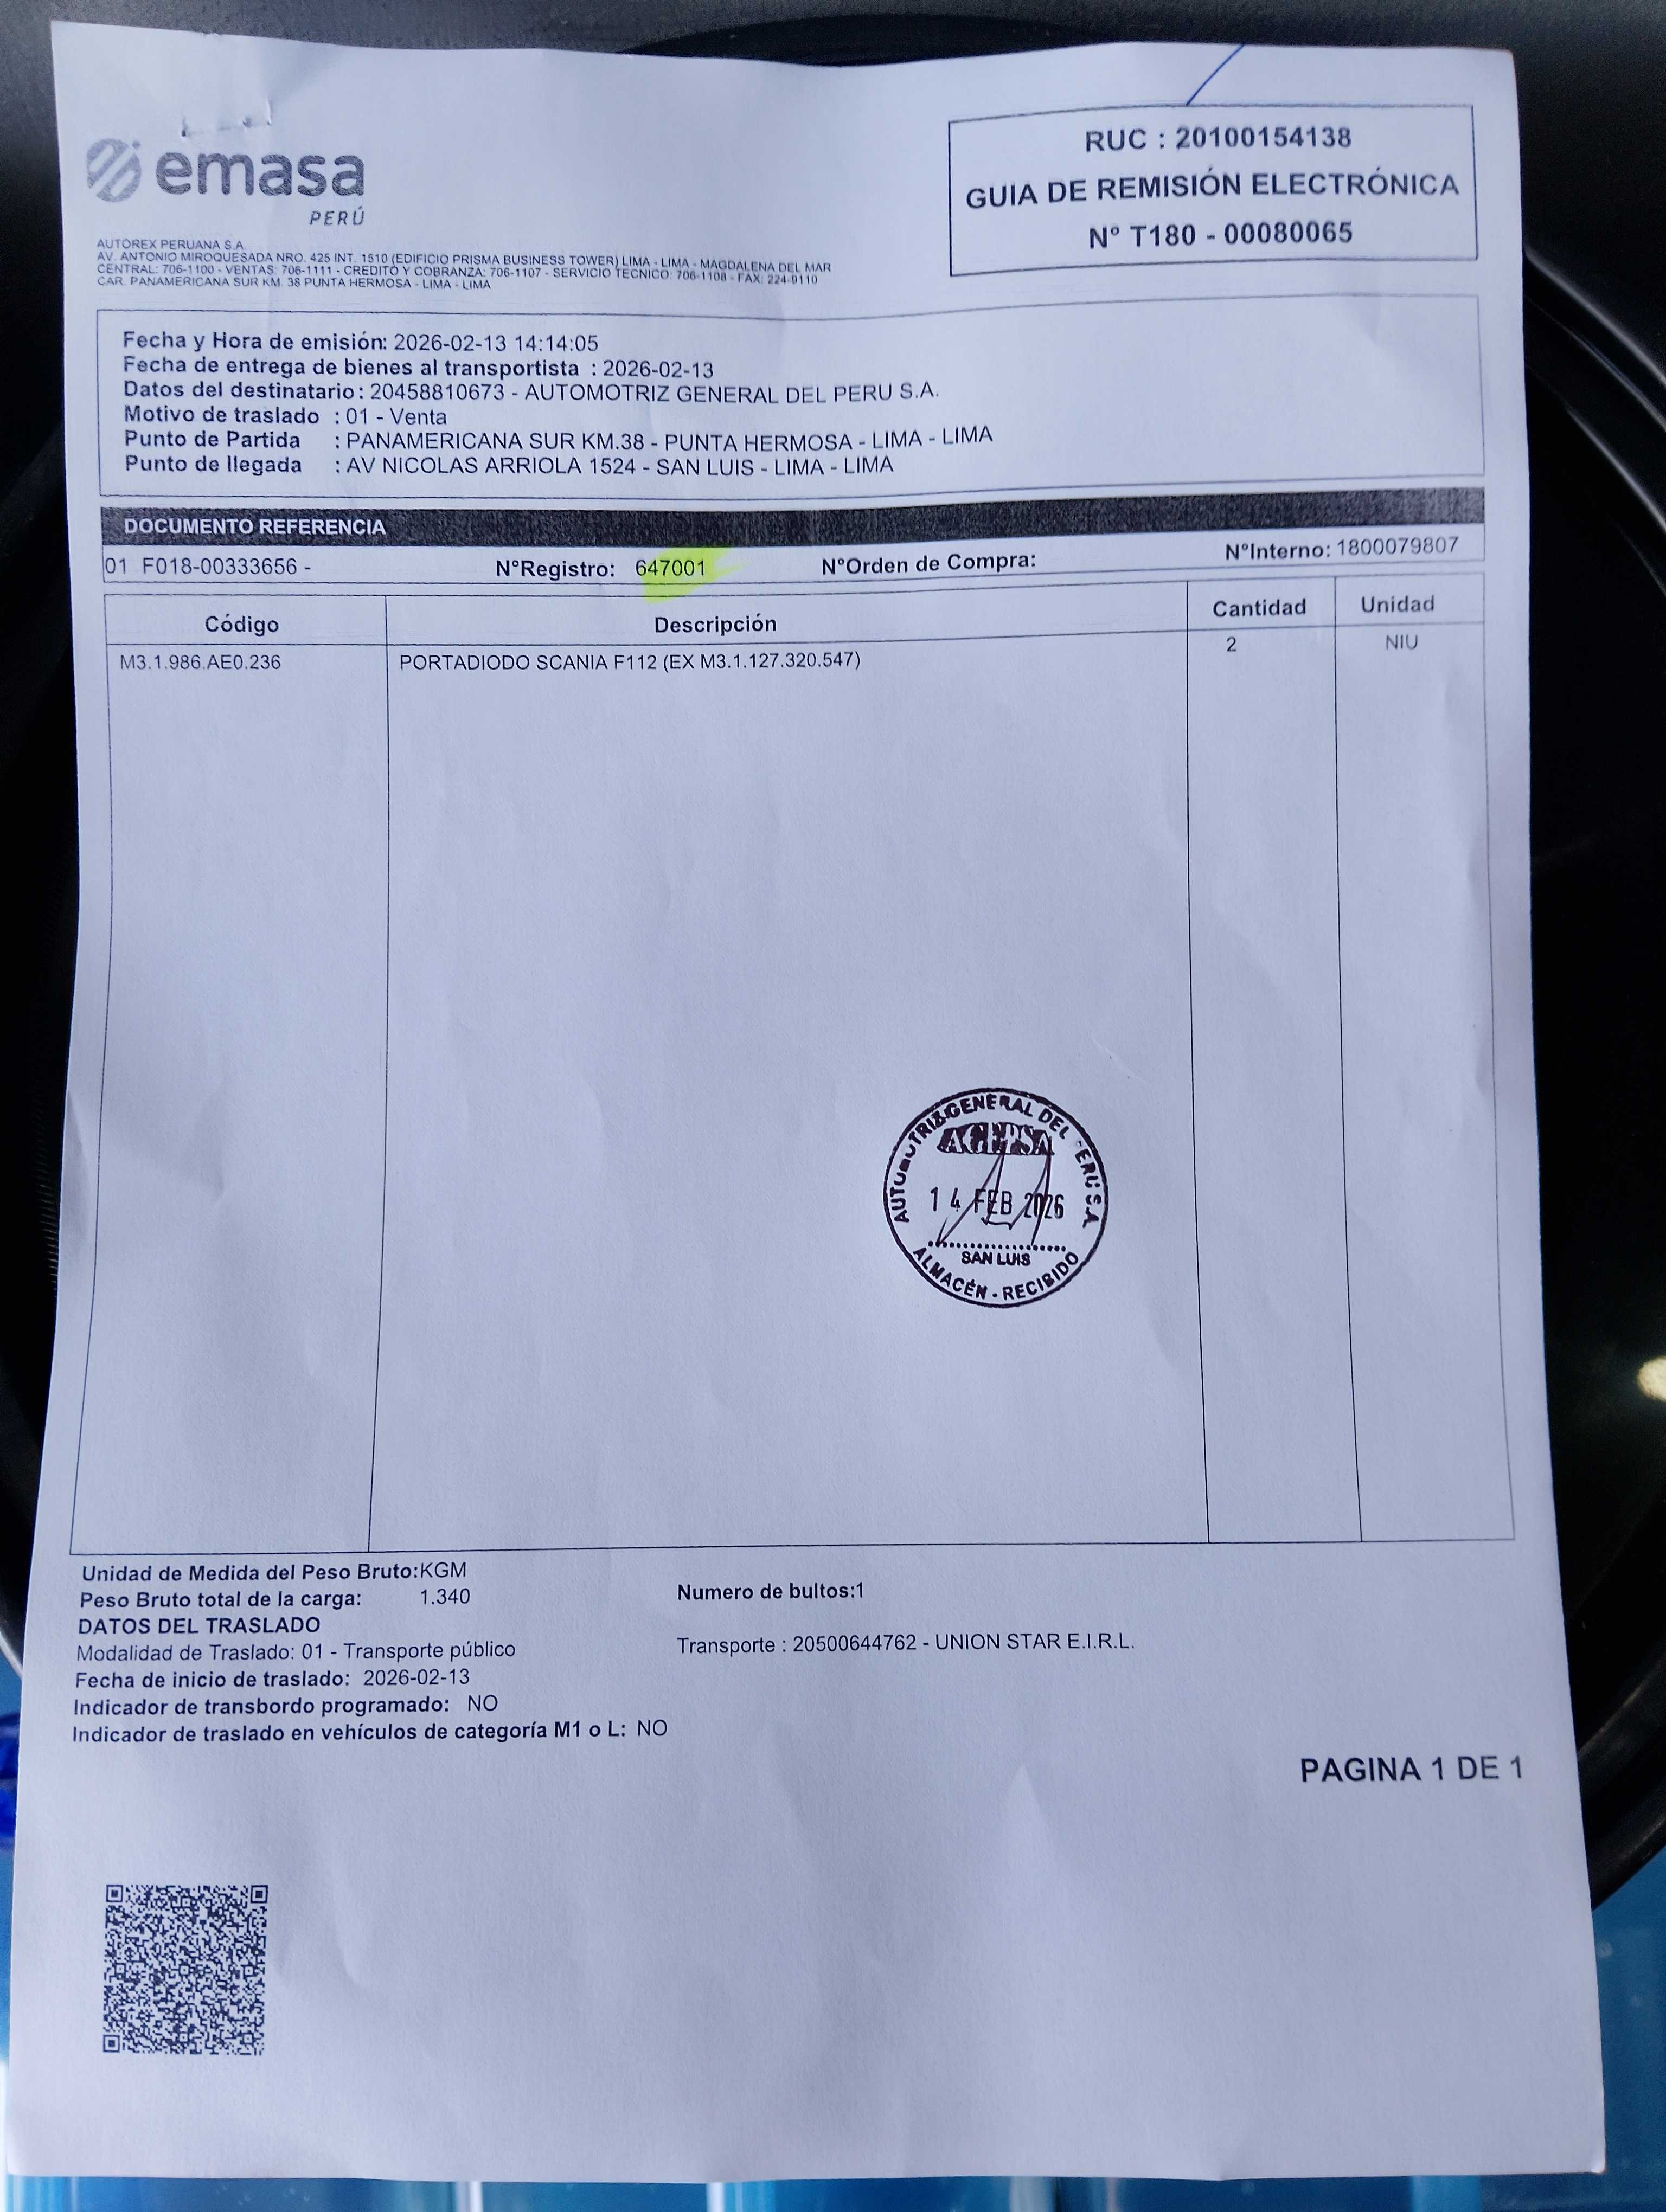 emasa
PERÚ
RUC : 20100154138
GUIA DE REMISIÓN ELECTRÓNICA
N° T180 - 00080065
AUTOREX PERUANA S.A
AV. ANTONIO MIROQUESADA NRO. 425 INT. 1510 (EDIFICIO PRISMA BUSINESS TOWER) LIMA - LIMA - MAGDALENA DEL MAR
CENTRAL: 706-1100 - VENTAS: 706-1111 - CREDITO Y COBRANZA: 706-1107 - SERVICIO TECNICO: 706-1108 - FAX: 224-9110
CAR. PANAMERICANA SUR KM. 38 PUNTA HERMOSA - LIMA - LIMA
Fecha y Hora de emisión: 2026-02-13 14:14:05
Fecha de entrega de bienes al transportista : 2026-02-13
Datos del destinatario: 20458810673 - AUTOMOTRIZ GENERAL DEL PERU S.A.
Motivo de traslado : 01 - Venta
Punto de Partida : PANAMERICANA SUR KM.38 - PUNTA HERMOSA - LIMA - LIMA
Punto de llegada : AV NICOLAS ARRIOLA 1524 - SAN LUIS - LIMA - LIMA
DOCUMENTO REFERENCIA
01 F018-00333656 - N°Registro: 647001 N°Orden de Compra: N°Interno: 1800079807
Código Descripción Cantidad Unidad
M3.1.986.AE0.236 PORTADIODO SCANIA F112 (EX M3.1.127.320.547) 2 NIU
AUTOMOTRIZ GENERAL DEL PERU S.A
AGEPSA
14 FEB 2026
SAN LUIS
ALMACÉN - RECIBIDO
Unidad de Medida del Peso Bruto:KGM
Peso Bruto total de la carga: 1.340 Numero de bultos:1
DATOS DEL TRASLADO
Modalidad de Traslado: 01 - Transporte público Transporte : 20500644762 - UNION STAR E.I.R.L.
Fecha de inicio de traslado: 2026-02-13
Indicador de transbordo programado: NO
Indicador de traslado en vehículos de categoría M1 o L: NO
PAGINA 1 DE 1